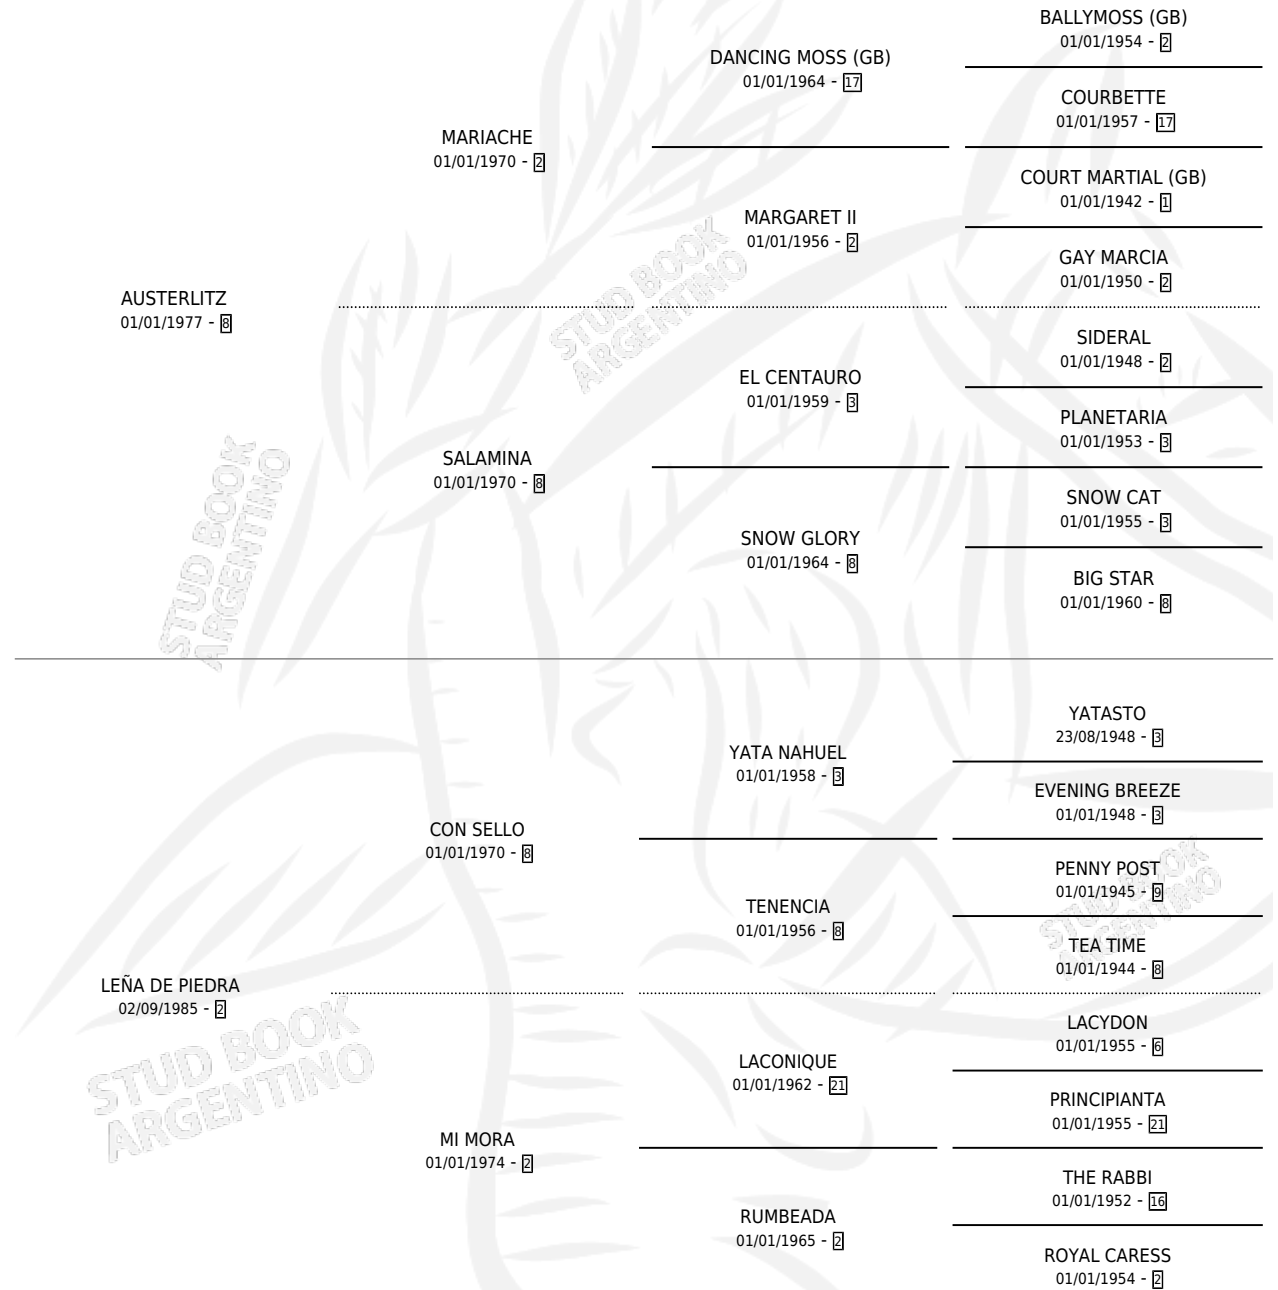 BALLYMOSS (GB)
01/01/1954 - 2
DANCING MOSS (GB)
01/01/1964 - 17
COURBETTE
01/01/1957 - 17
MARIACHE
01/01/1970 - 2
COURT MARTIAL (GB)
01/01/1942 - 1
MARGARET II
01/01/1956 - 2
GAY MARCIA
01/01/1950 - 2
AUSTERLITZ
01/01/1977 - 8
SIDERAL
01/01/1948 - 2
EL CENTAURO
01/01/1959 - 3
PLANETARIA
01/01/1953 - 3
SALAMINA
01/01/1970 - 8
SNOW CAT
01/01/1955 - 3
SNOW GLORY
01/01/1964 - 8
BIG STAR
01/01/1960 - 8
STUD BOOK
ARGENTINO
STUD BOOK
ARGENTINO
YATASTO
23/08/1948 - 3
YATA NAHUEL
01/01/1958 - 3
EVENING BREEZE
01/01/1948 - 3
CON SELLO
01/01/1970 - 8
PENNY POST
01/01/1945 - 9
TENENCIA
01/01/1956 - 8
TEA TIME
01/01/1944 - 8
LEÑA DE PIEDRA
02/09/1985 - 2
LACYDON
01/01/1955 - 6
LACONIQUE
01/01/1962 - 21
PRINCIPIANTA
01/01/1955 - 21
MI MORA
01/01/1974 - 2
THE RABBI
01/01/1952 - 16
RUMBEADA
01/01/1965 - 2
ROYAL CARESS
01/01/1954 - 2
STUD BOOK
ARGENTINO
STUD BOOK
ARGENTINO